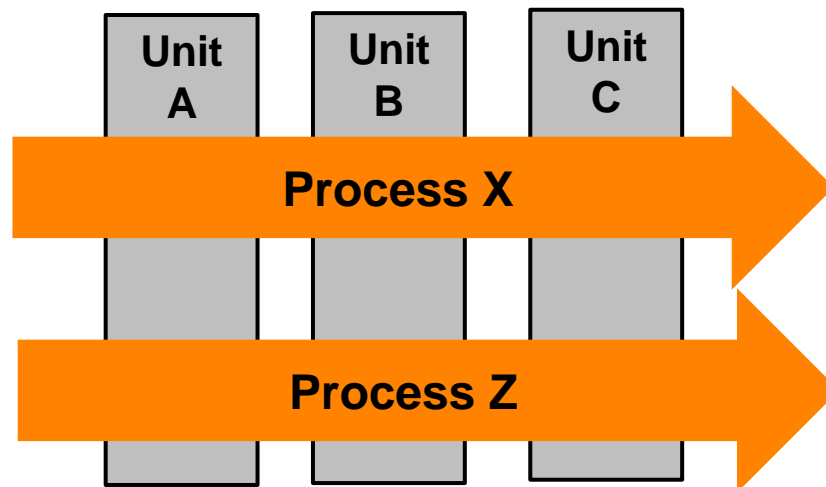 Unit
A
Unit
B
Unit
C
Process X
Process Z